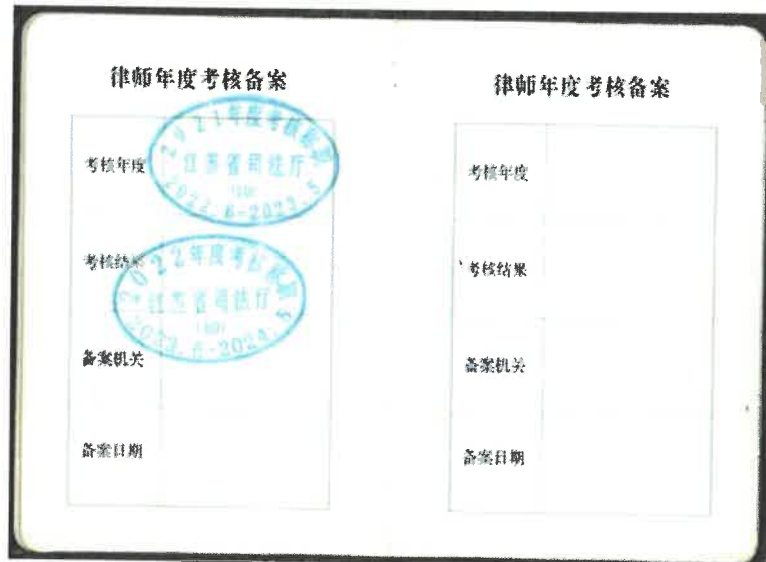 律师年度考核备案
考核年度
2021年度考核称职
江苏省司法厅
2022.6-2023.5
考核结果
2022年度考核称职
江苏省司法厅
2023.6-2024.5
备案机关
备案日期
律师年度考核备案
考核年度
考核结果
备案机关
备案日期